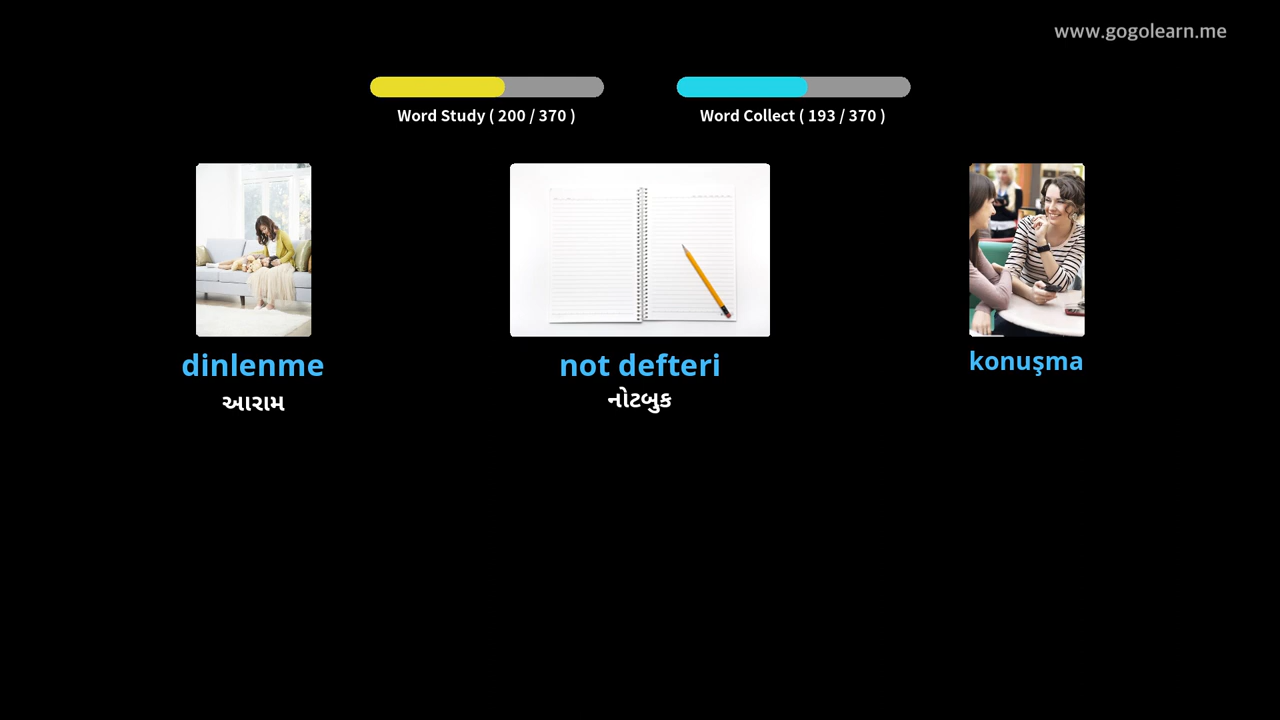 www.gogolearn.me
Word Study ( 200 / 370 )
Word Collect ( 193 / 370 )
dinlenme
આરામ
not defteri
નોટબુક
konuşma